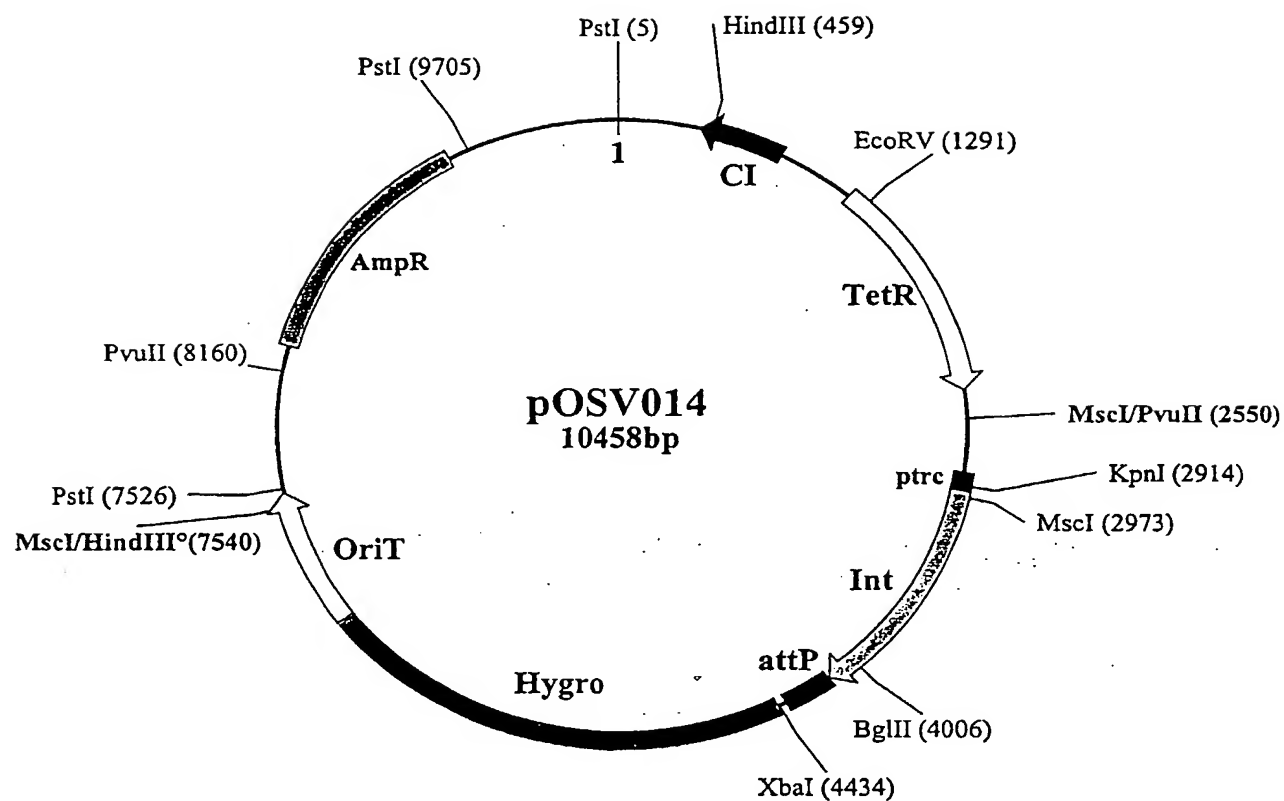 PstI (5)
HindIII (459)
PstI (9705)
1
CI
EcoRV (1291)
AmpR
TetR
PvuII (8160)
pOSV014
10458bp
MscI/PvuII (2550)
ptrc
KpnI (2914)
PstI (7526)
MscI (2973)
MscI/HindIII°(7540)
OriT
Int
attP
Hygro
BglII (4006)
XbaI (4434)